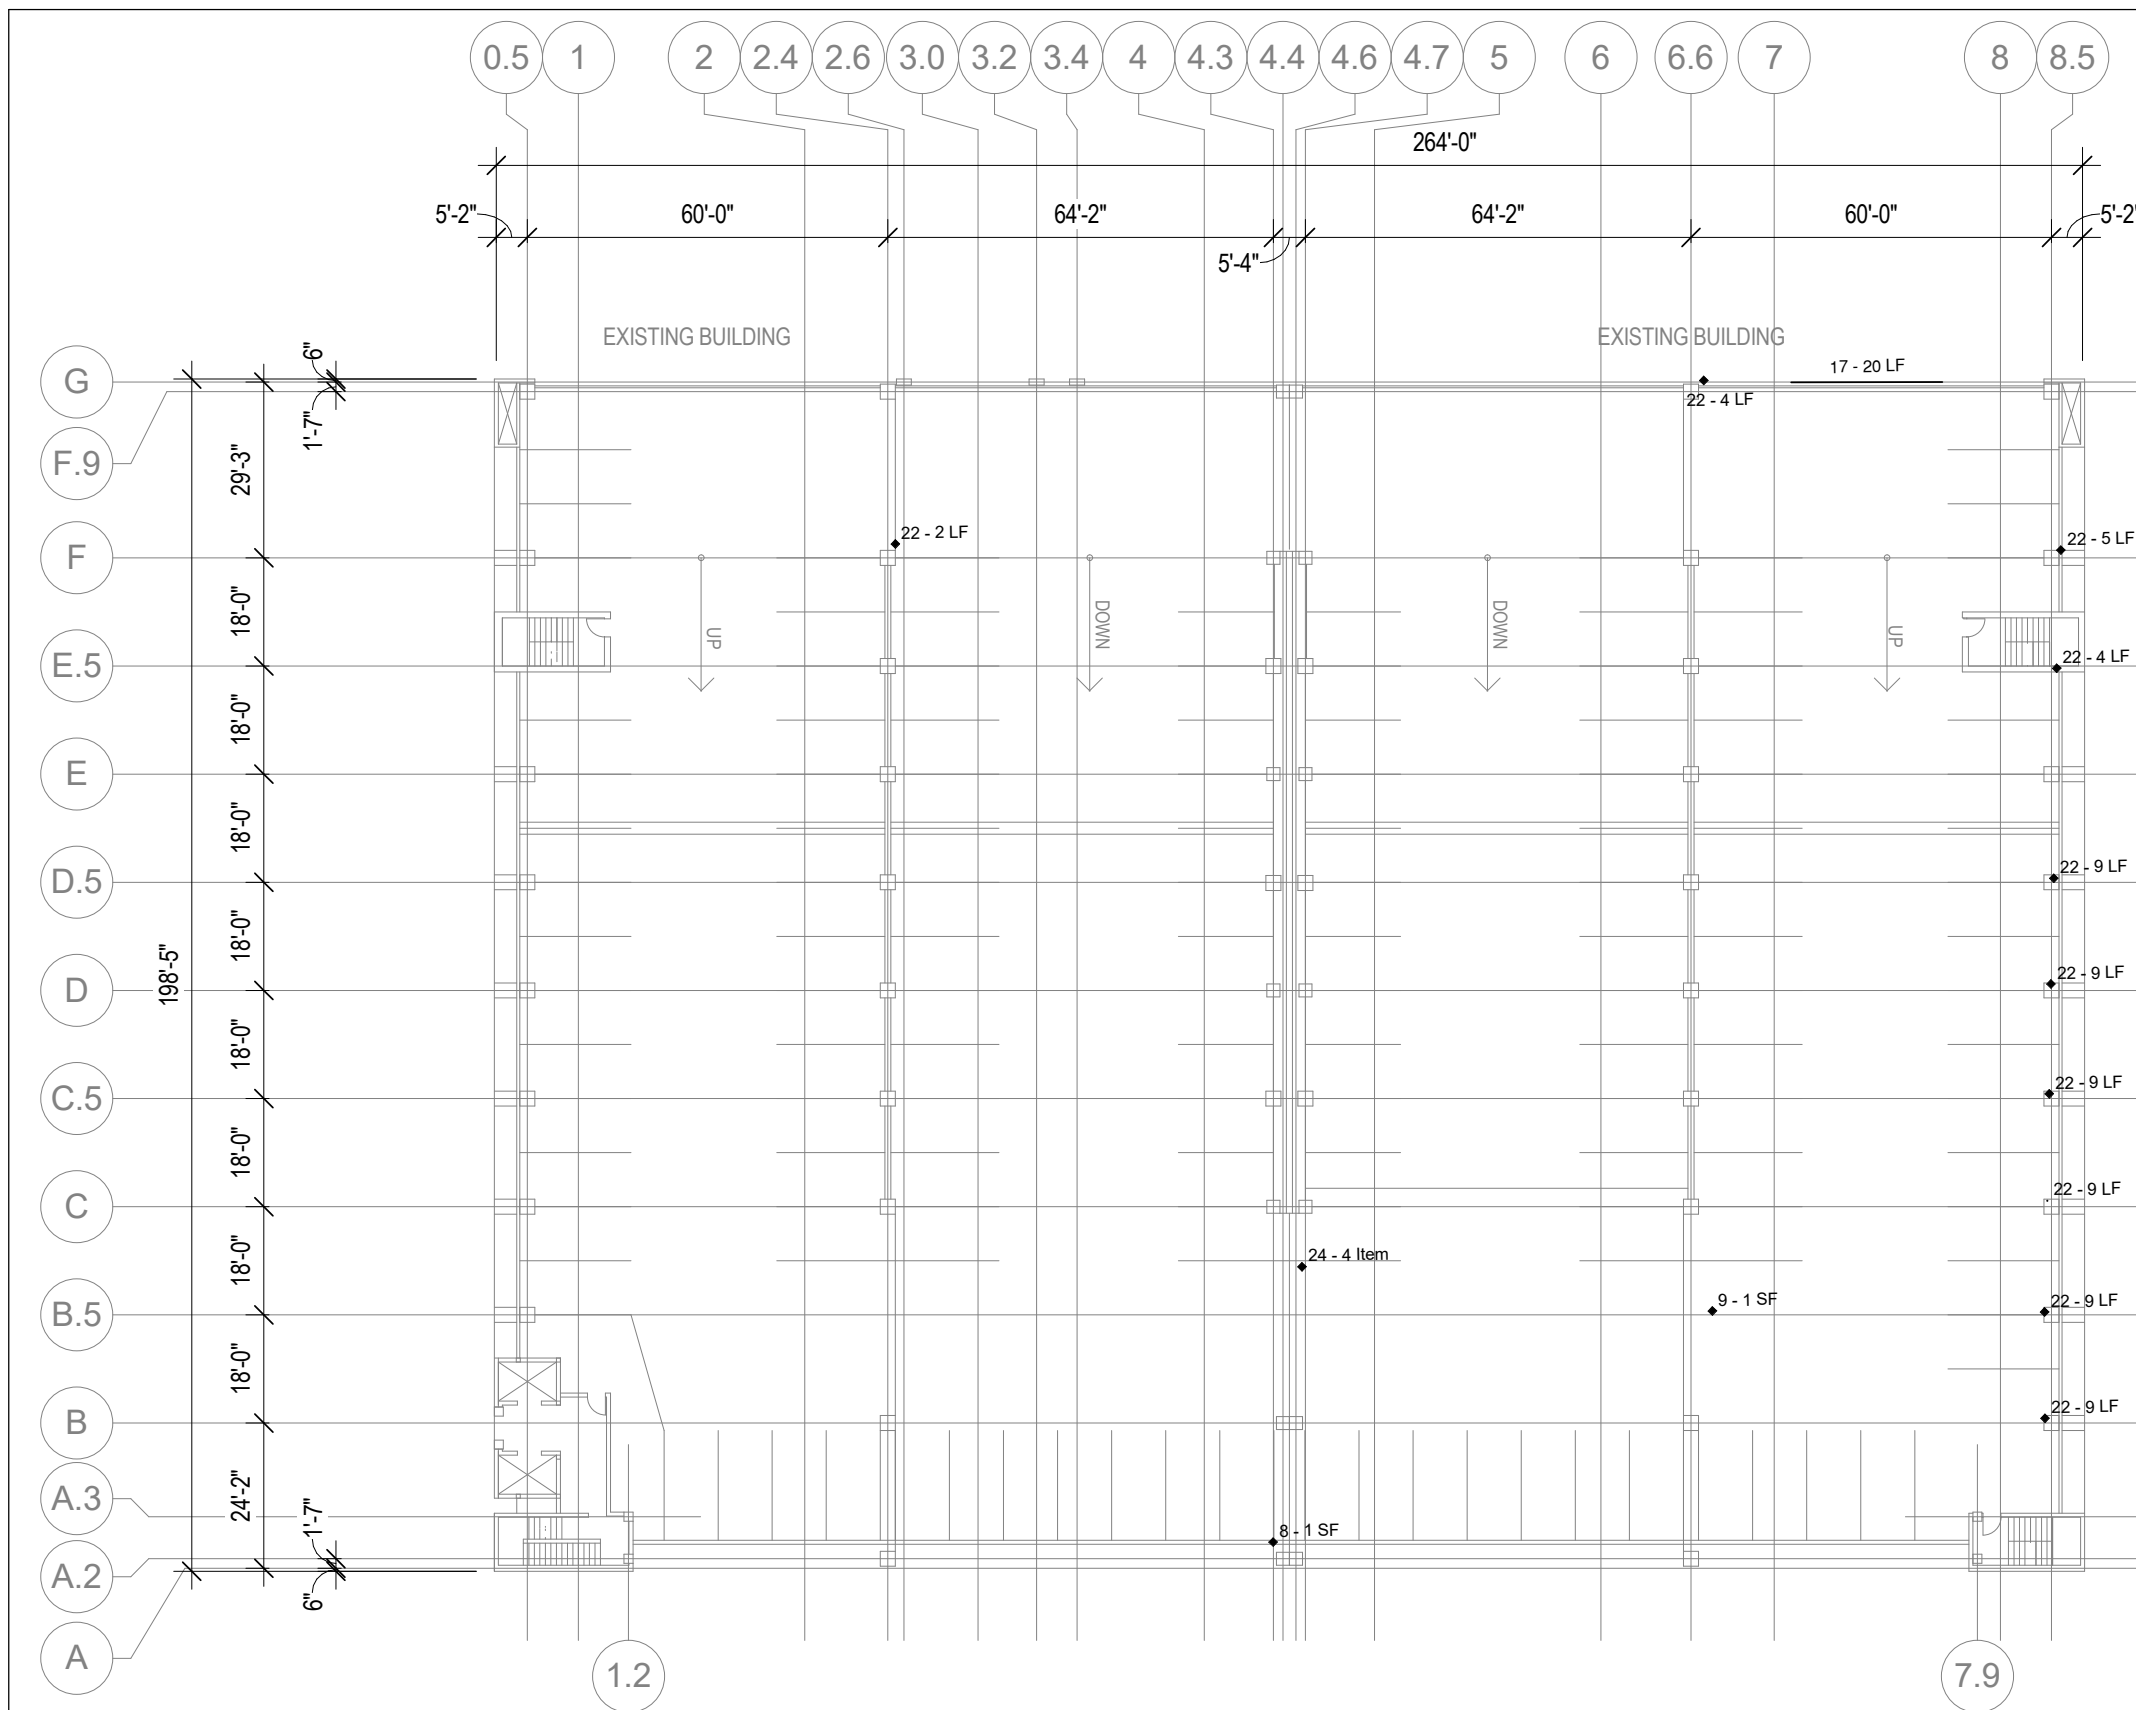 0.5 1 2 2.4 2.6 3.0 3.2 3.4 4 4.3 4.4 4.6 4.7 5 6 6.6 7 8 8.5
264'-0"
5'-2" 60'-0" 64'-2" 64'-2" 60'-0" 5'-2"
5'-4"
EXISTING BUILDING EXISTING BUILDING
6"
17 - 20 LF
G
22 - 4 LF
1'-7"
F.9
29'-3"
22 - 2 LF
22 - 5 LF
F
18'-0"
UP
DOWN
DOWN
UP
22 - 4 LF
E.5
18'-0"
E
18'-0"
22 - 9 LF
D.5
18'-0"
198'-5"
22 - 9 LF
D
18'-0"
22 - 9 LF
C.5
18'-0"
22 - 9 LF
C
24 - 4 Item
18'-0"
9 - 1 SF
22 - 9 LF
B.5
18'-0"
22 - 9 LF
B
24'-2"
A.3
1'-7"
8 - 1 SF
A.2
6"
A
1.2 7.9